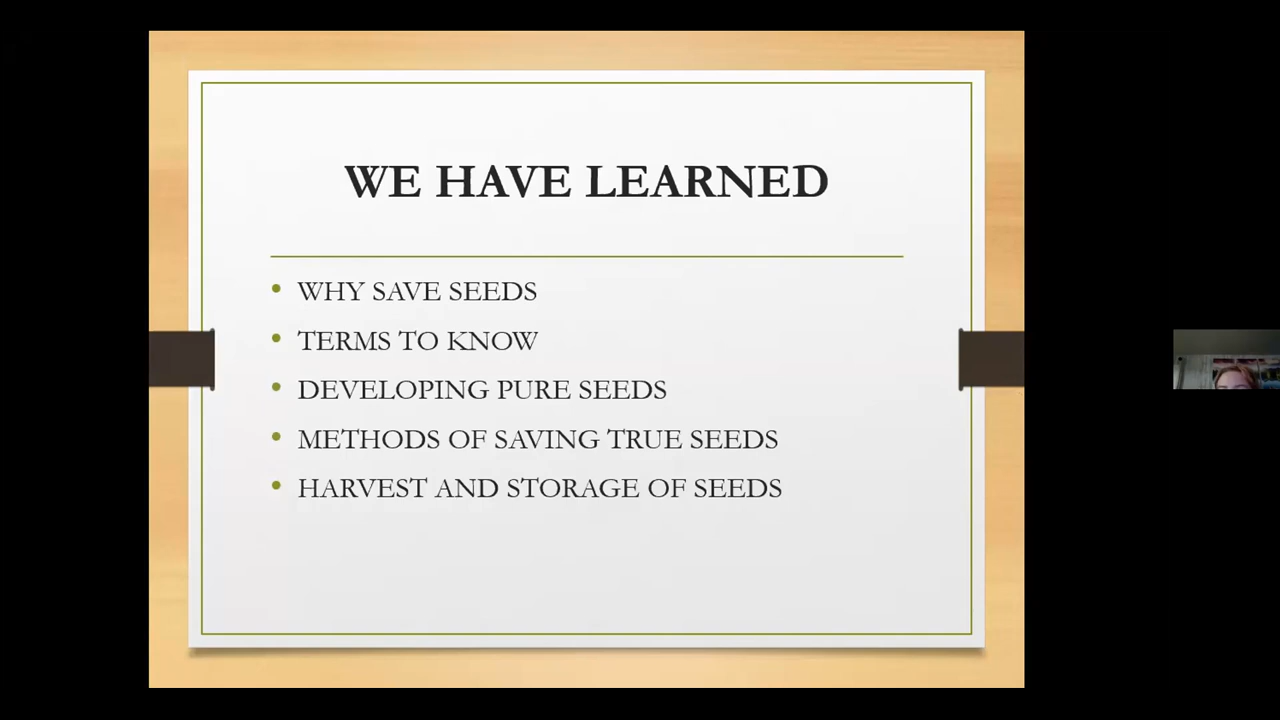 WE HAVE LEARNED
• WHY SAVE SEEDS
• TERMS TO KNOW
• DEVELOPING PURE SEEDS
• METHODS OF SAVING TRUE SEEDS
• HARVEST AND STORAGE OF SEEDS